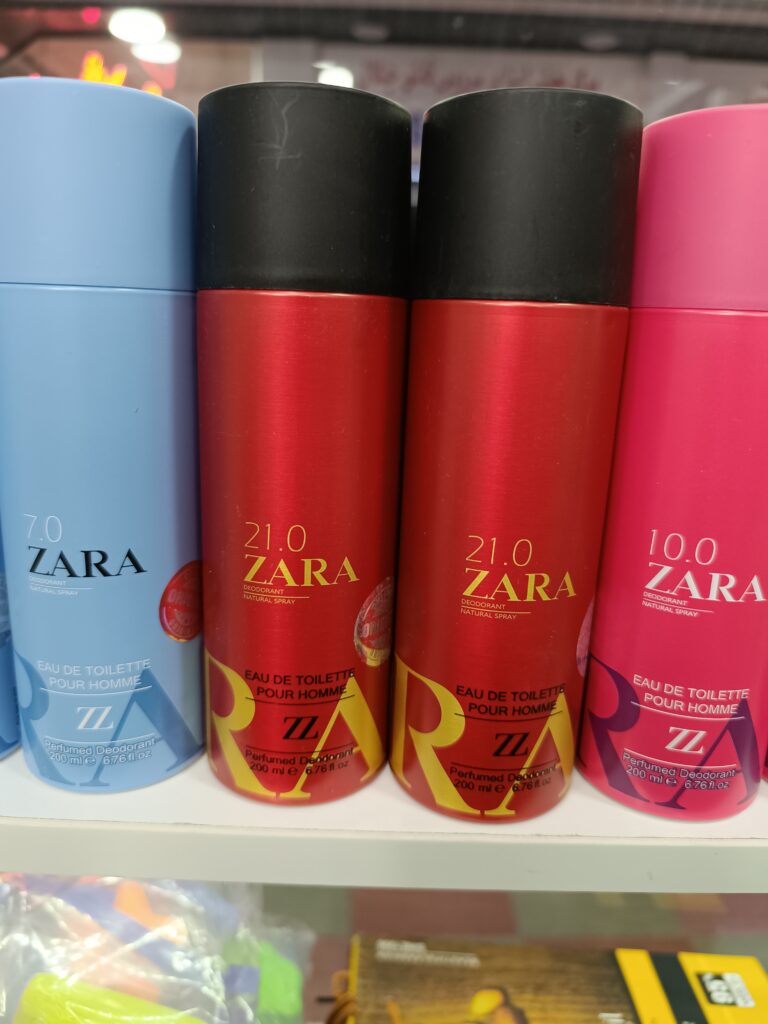 7.0
ZARA
DEODORANT
NATURAL SPRAY
EAU DE TOILETTE
POUR HOMME
ZZ
Perfumed Deodorant
200 ml e 6.76 fl.oz
RA
21.0
ZARA
DEODORANT
NATURAL SPRAY
EAU DE TOILETTE
POUR HOMME
ZZ
Perfumed Deodorant
200 ml e 6.76 fl.oz
RA
21.0
ZARA
DEODORANT
NATURAL SPRAY
EAU DE TOILETTE
POUR HOMME
ZZ
Perfumed Deodorant
200 ml e 6.76 fl.oz
RA
10.0
ZARA
DEODORANT
NATURAL SPRAY
EAU DE TOILETTE
POUR HOMME
ZZ
Perfumed Deodorant
200 ml e 6.76 fl.oz
RA